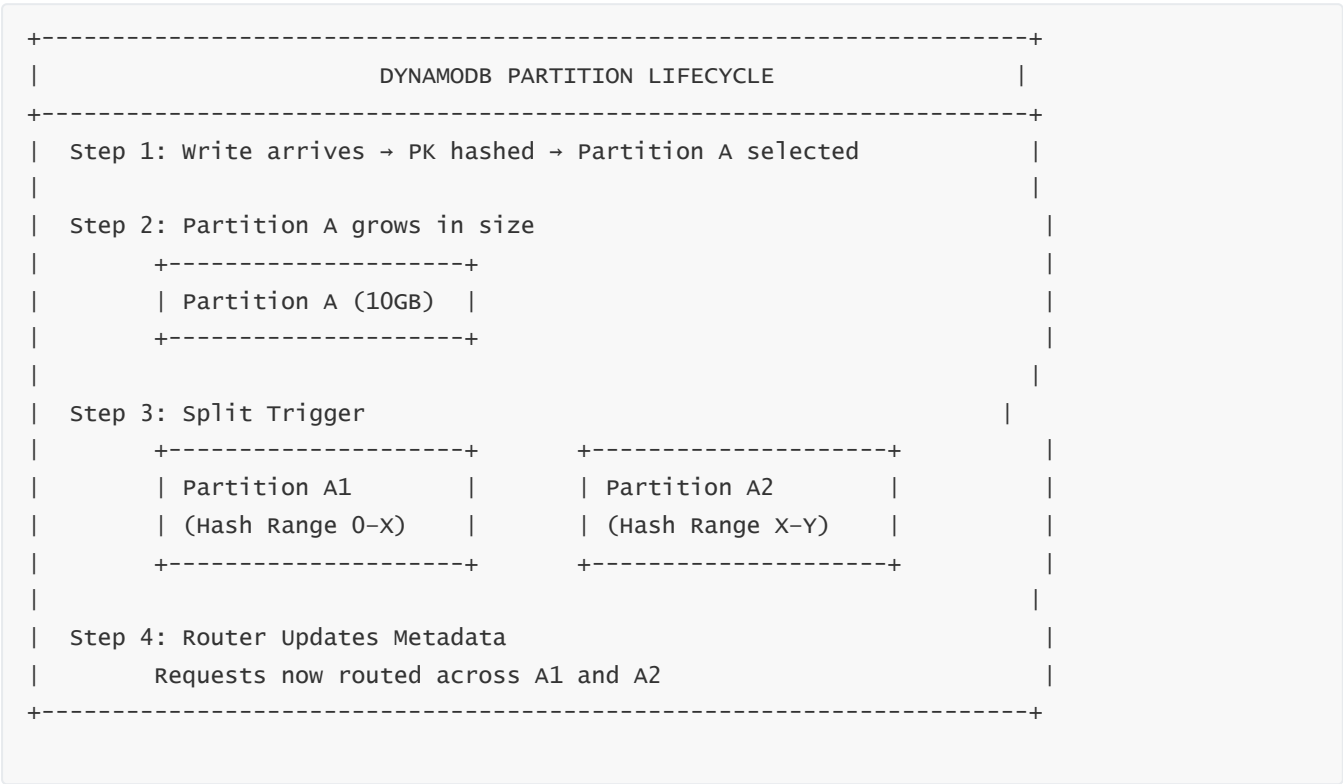 +----------------------------------------------------------------------+
|                        DYNAMODB PARTITION LIFECYCLE                 |
+----------------------------------------------------------------------+
|  Step 1: Write arrives → PK hashed → Partition A selected            |
|                                                                      |
|  Step 2: Partition A grows in size                                    |
|        +---------------------+                                        |
|        | Partition A (10GB)  |                                        |
|        +---------------------+                                        |
|                                                                      |
|  Step 3: Split Trigger                                             |
|        +---------------------+       +---------------------+          |
|        | Partition A1        |       | Partition A2        |          |
|        | (Hash Range 0–X)    |       | (Hash Range X–Y)    |          |
|        +---------------------+       +---------------------+          |
|                                                                      |
|  Step 4: Router Updates Metadata                                      |
|        Requests now routed across A1 and A2                           |
+----------------------------------------------------------------------+